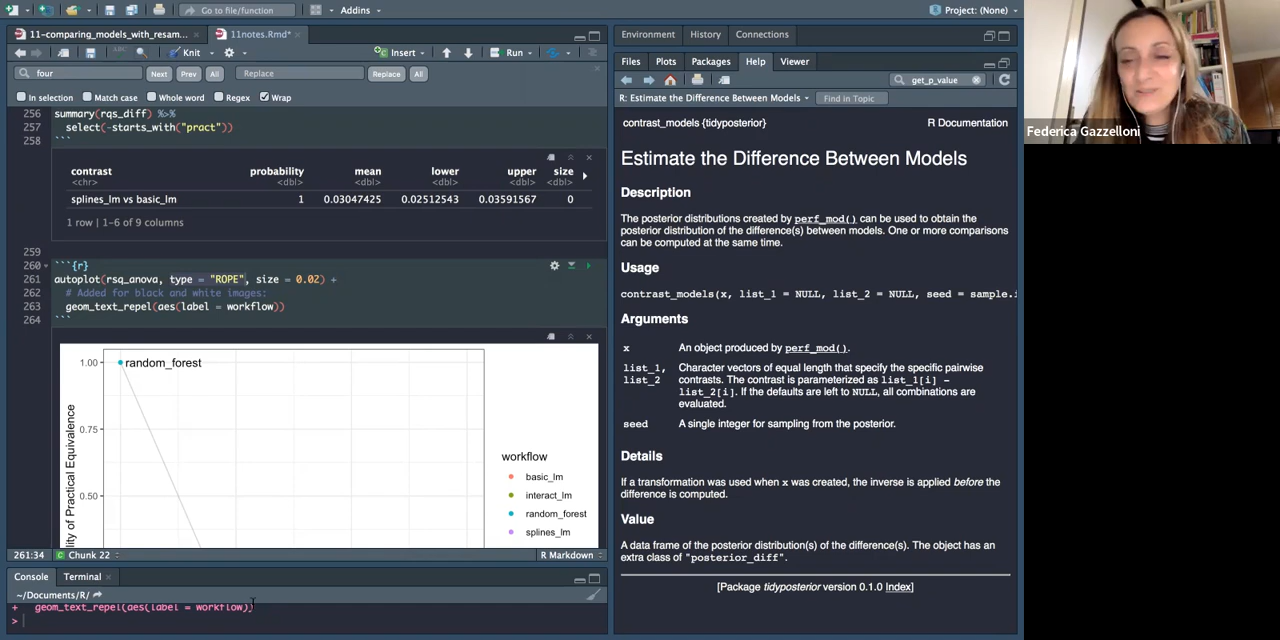 Go to file/function
Addins
Project: (None)
11-comparing_models_with_resam...
11notes.Rmd*
Knit
Insert
Run
four
Next
Prev
All
Replace
Replace
All
In selection
Match case
Whole word
Regex
Wrap
256 summary(rqs_diff) %>%
257 select(-starts_with("pract"))
258 ```
contrast probability mean lower upper size
<chr> <dbl> <dbl> <dbl> <dbl> <dbl>
splines_lm vs basic_lm 1 0.03047425 0.02512543 0.03591567 0
1 row | 1-6 of 9 columns
259
260 ```{r}
261 autoplot(rsq_anova, type = "ROPE", size = 0.02) +
262 # Added for black and white images:
263 geom_text_repel(aes(label = workflow))
264 ```
1.00
random_forest
0.75
0.50
lity of Practical Equivalence
workflow
basic_lm
interact_lm
random_forest
splines_lm
261:34
Chunk 22
R Markdown
Console
Terminal
~/Documents/R/
+ geom_text_repel(aes(label = workflow))
>
Environment
History
Connections
Files
Plots
Packages
Help
Viewer
get_p_value
R: Estimate the Difference Between Models
Find in Topic
contrast_models {tidyposterior}
R Documentation
Estimate the Difference Between Models
Description
The posterior distributions created by perf_mod() can be used to obtain the
posterior distribution of the difference(s) between models. One or more comparisons
can be computed at the same time.
Usage
contrast_models(x, list_1 = NULL, list_2 = NULL, seed = sample.i
Arguments
x An object produced by perf_mod().
list_1, Character vectors of equal length that specify the specific pairwise
list_2 contrasts. The contrast is parameterized as list_1[i] -
list_2[i]. If the defaults are left to NULL, all combinations are
evaluated.
seed A single integer for sampling from the posterior.
Details
If a transformation was used when x was created, the inverse is applied before the
difference is computed.
Value
A data frame of the posterior distribution(s) of the difference(s). The object has an
extra class of "posterior_diff".
[Package tidyposterior version 0.1.0 Index]
Federica Gazzelloni